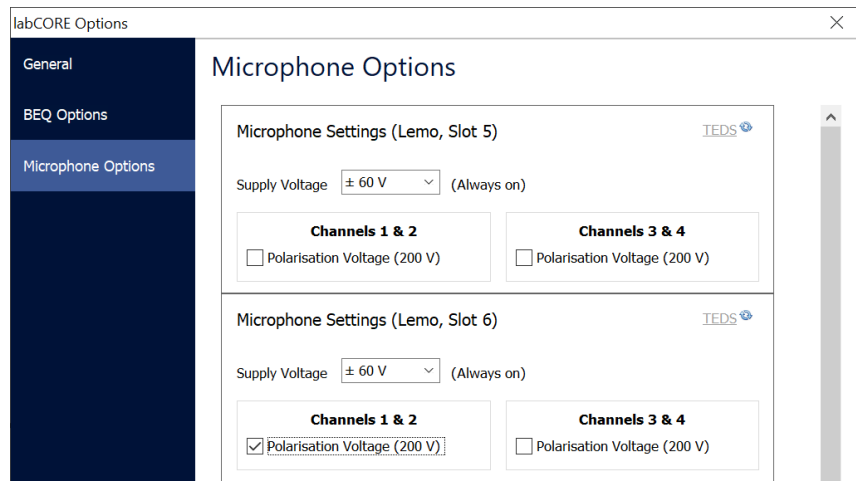 labCORE Options
General
BEQ Options
Microphone Options
Microphone Options
Microphone Settings (Lemo, Slot 5) TEDS
Supply Voltage ± 60 V (Always on)
Channels 1 & 2 Channels 3 & 4
Polarisation Voltage (200 V) Polarisation Voltage (200 V)
Microphone Settings (Lemo, Slot 6) TEDS
Supply Voltage ± 60 V (Always on)
Channels 1 & 2 Channels 3 & 4
Polarisation Voltage (200 V) Polarisation Voltage (200 V)